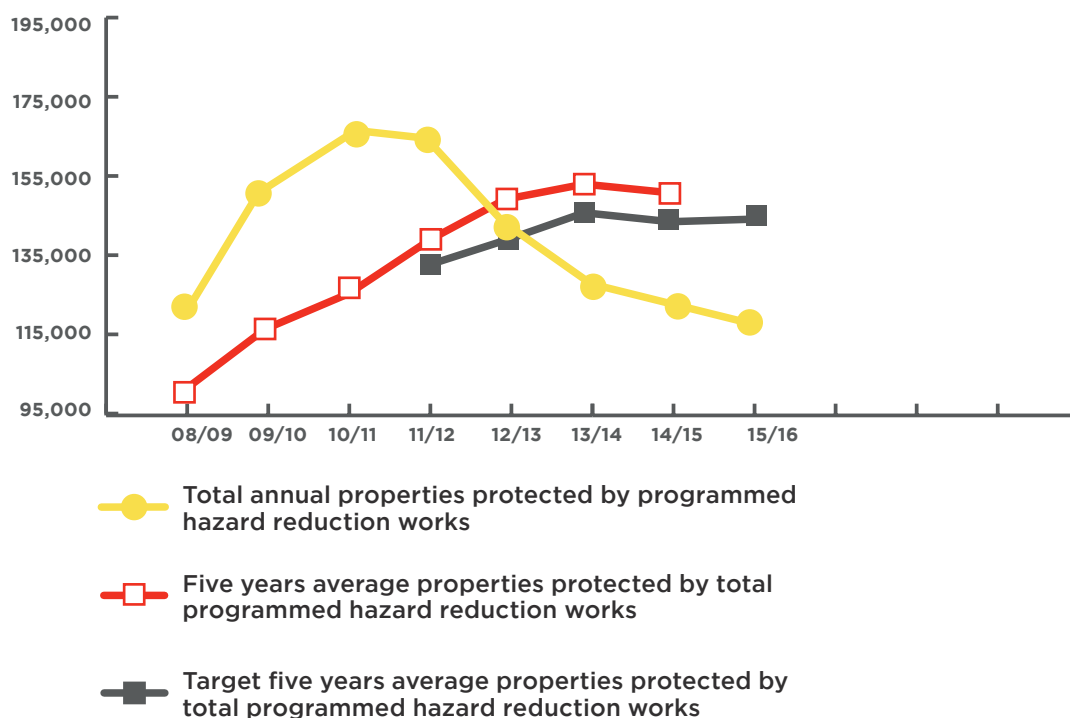 195,000
175,000
155,000
135,000
115,000
95,000
08/09 09/10 10/11 11/12 12/13 13/14 14/15 15/16
Total annual properties protected by programmed
hazard reduction works
Five years average properties protected by total
programmed hazard reduction works
Target five years average properties protected by
total programmed hazard reduction works